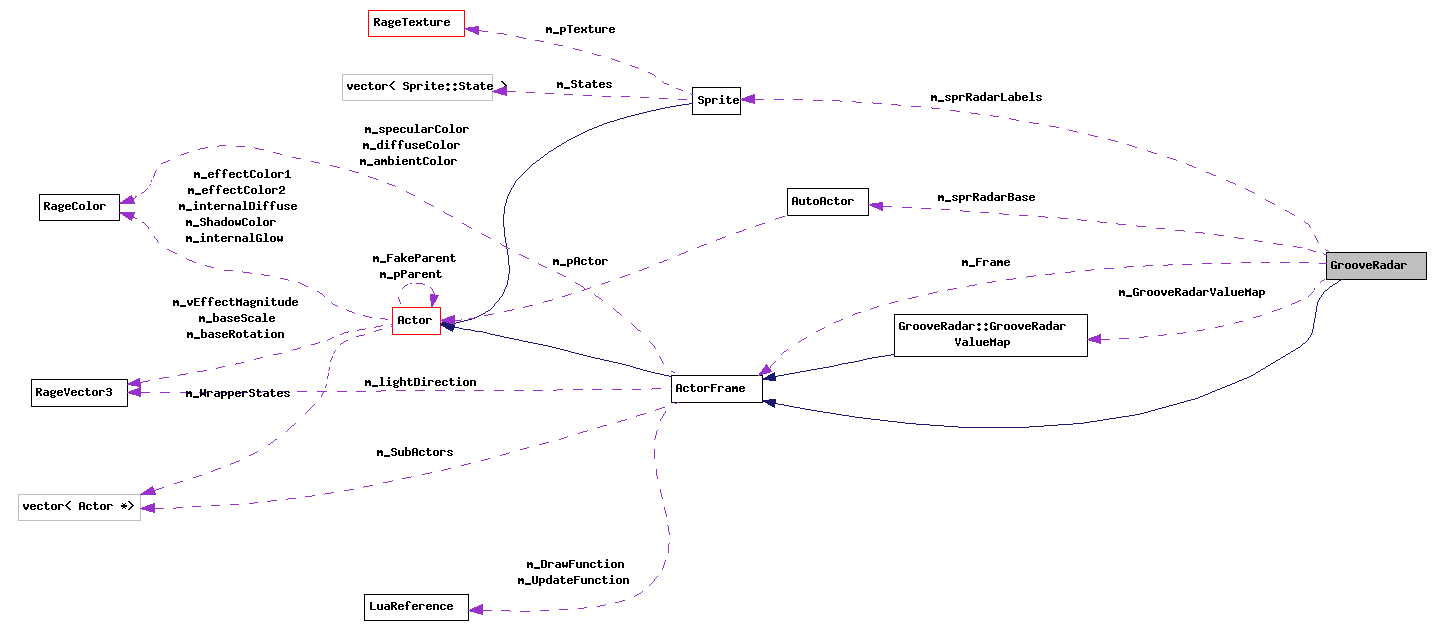 RageTexture
m_pTexture
vector< Sprite::State >
m_States
Sprite
m_sprRadarLabels
m_specularColor
m_diffuseColor
m_ambientColor
m_effectColor1
m_effectColor2
m_internalDiffuse
m_ShadowColor
m_internalGlow
RageColor
AutoActor
m_sprRadarBase
m_FakeParent
m_pParent
m_pActor
m_Frame
GrooveRadar
m_GrooveRadarValueMap
m_vEffectMagnitude
m_baseScale
m_baseRotation
Actor
GrooveRadar::GrooveRadar
ValueMap
RageVector3
m_WrapperStates
m_lightDirection
ActorFrame
m_SubActors
vector< Actor *>
m_DrawFunction
m_UpdateFunction
LuaReference